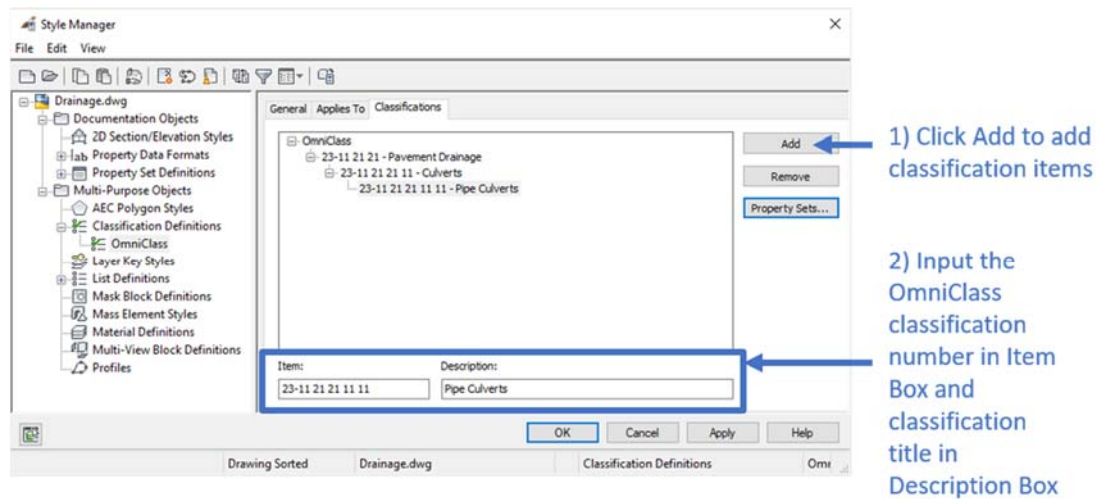 Style Manager
File Edit View
Drainage.dwg
Documentation Objects
2D Section/Elevation Styles
Property Data Formats
Property Set Definitions
Multi-Purpose Objects
AEC Polygon Styles
Classification Definitions
OmniClass
Layer Key Styles
List Definitions
Mask Block Definitions
Mass Element Styles
Material Definitions
Multi-View Block Definitions
Profiles
General Applies To Classifications
OmniClass
23-11 21 21 - Pavement Drainage
23-11 21 21 11 - Culverts
23-11 21 21 11 11 - Pipe Culverts
Add
Remove
Property Sets...
Item: Description:
23-11 21 21 11 11 Pipe Culverts
OK Cancel Apply Help
Drawing Sorted Drainage.dwg Classification Definitions
1) Click Add to add
classification items
2) Input the
OmniClass
classification
number in Item
Box and
classification
title in
Description Box